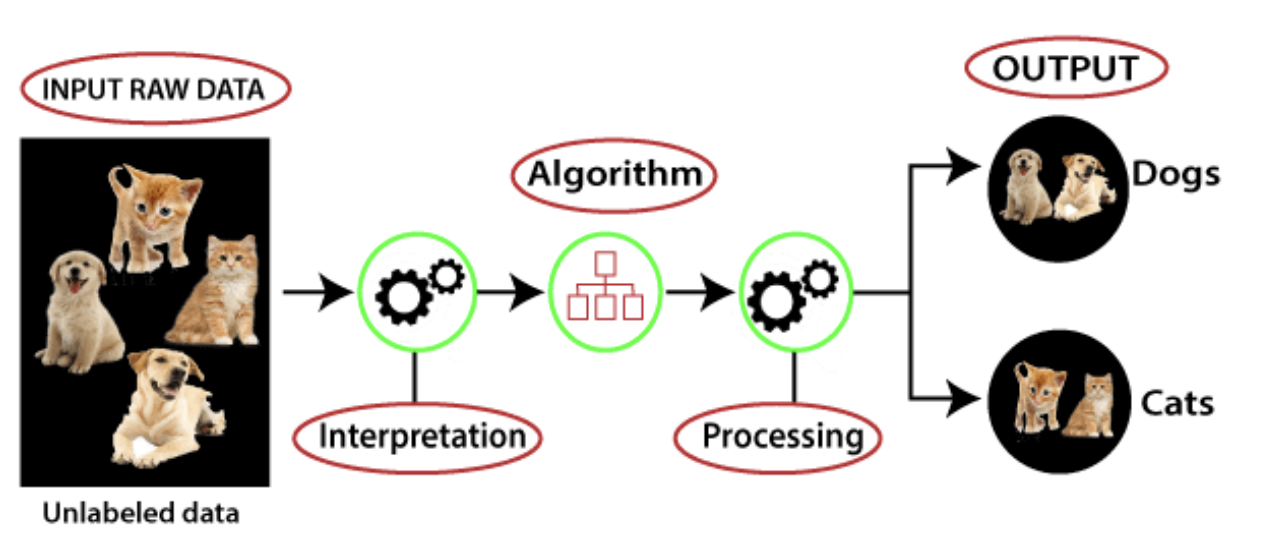 INPUT RAW DATA
Unlabeled data
Interpretation
Algorithm
Processing
OUTPUT
Dogs
Cats